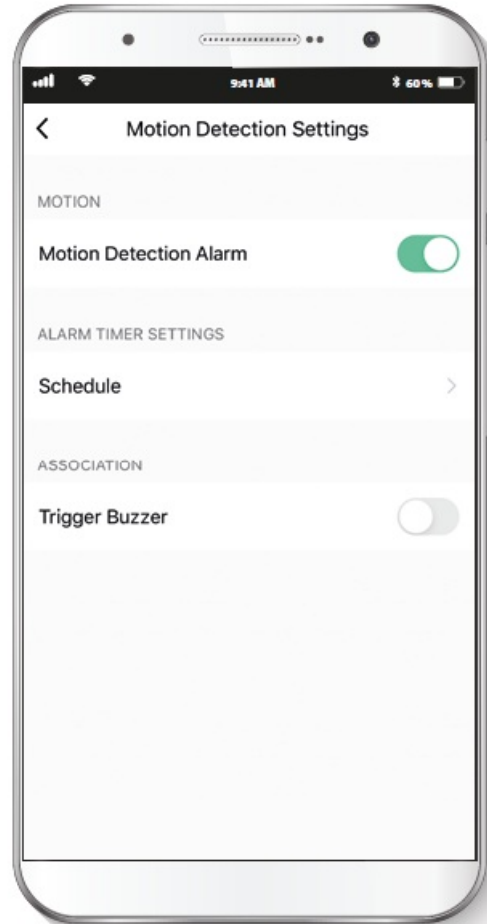 9:41 AM
60%
Motion Detection Settings
MOTION
Motion Detection Alarm
ALARM TIMER SETTINGS
Schedule
ASSOCIATION
Trigger Buzzer